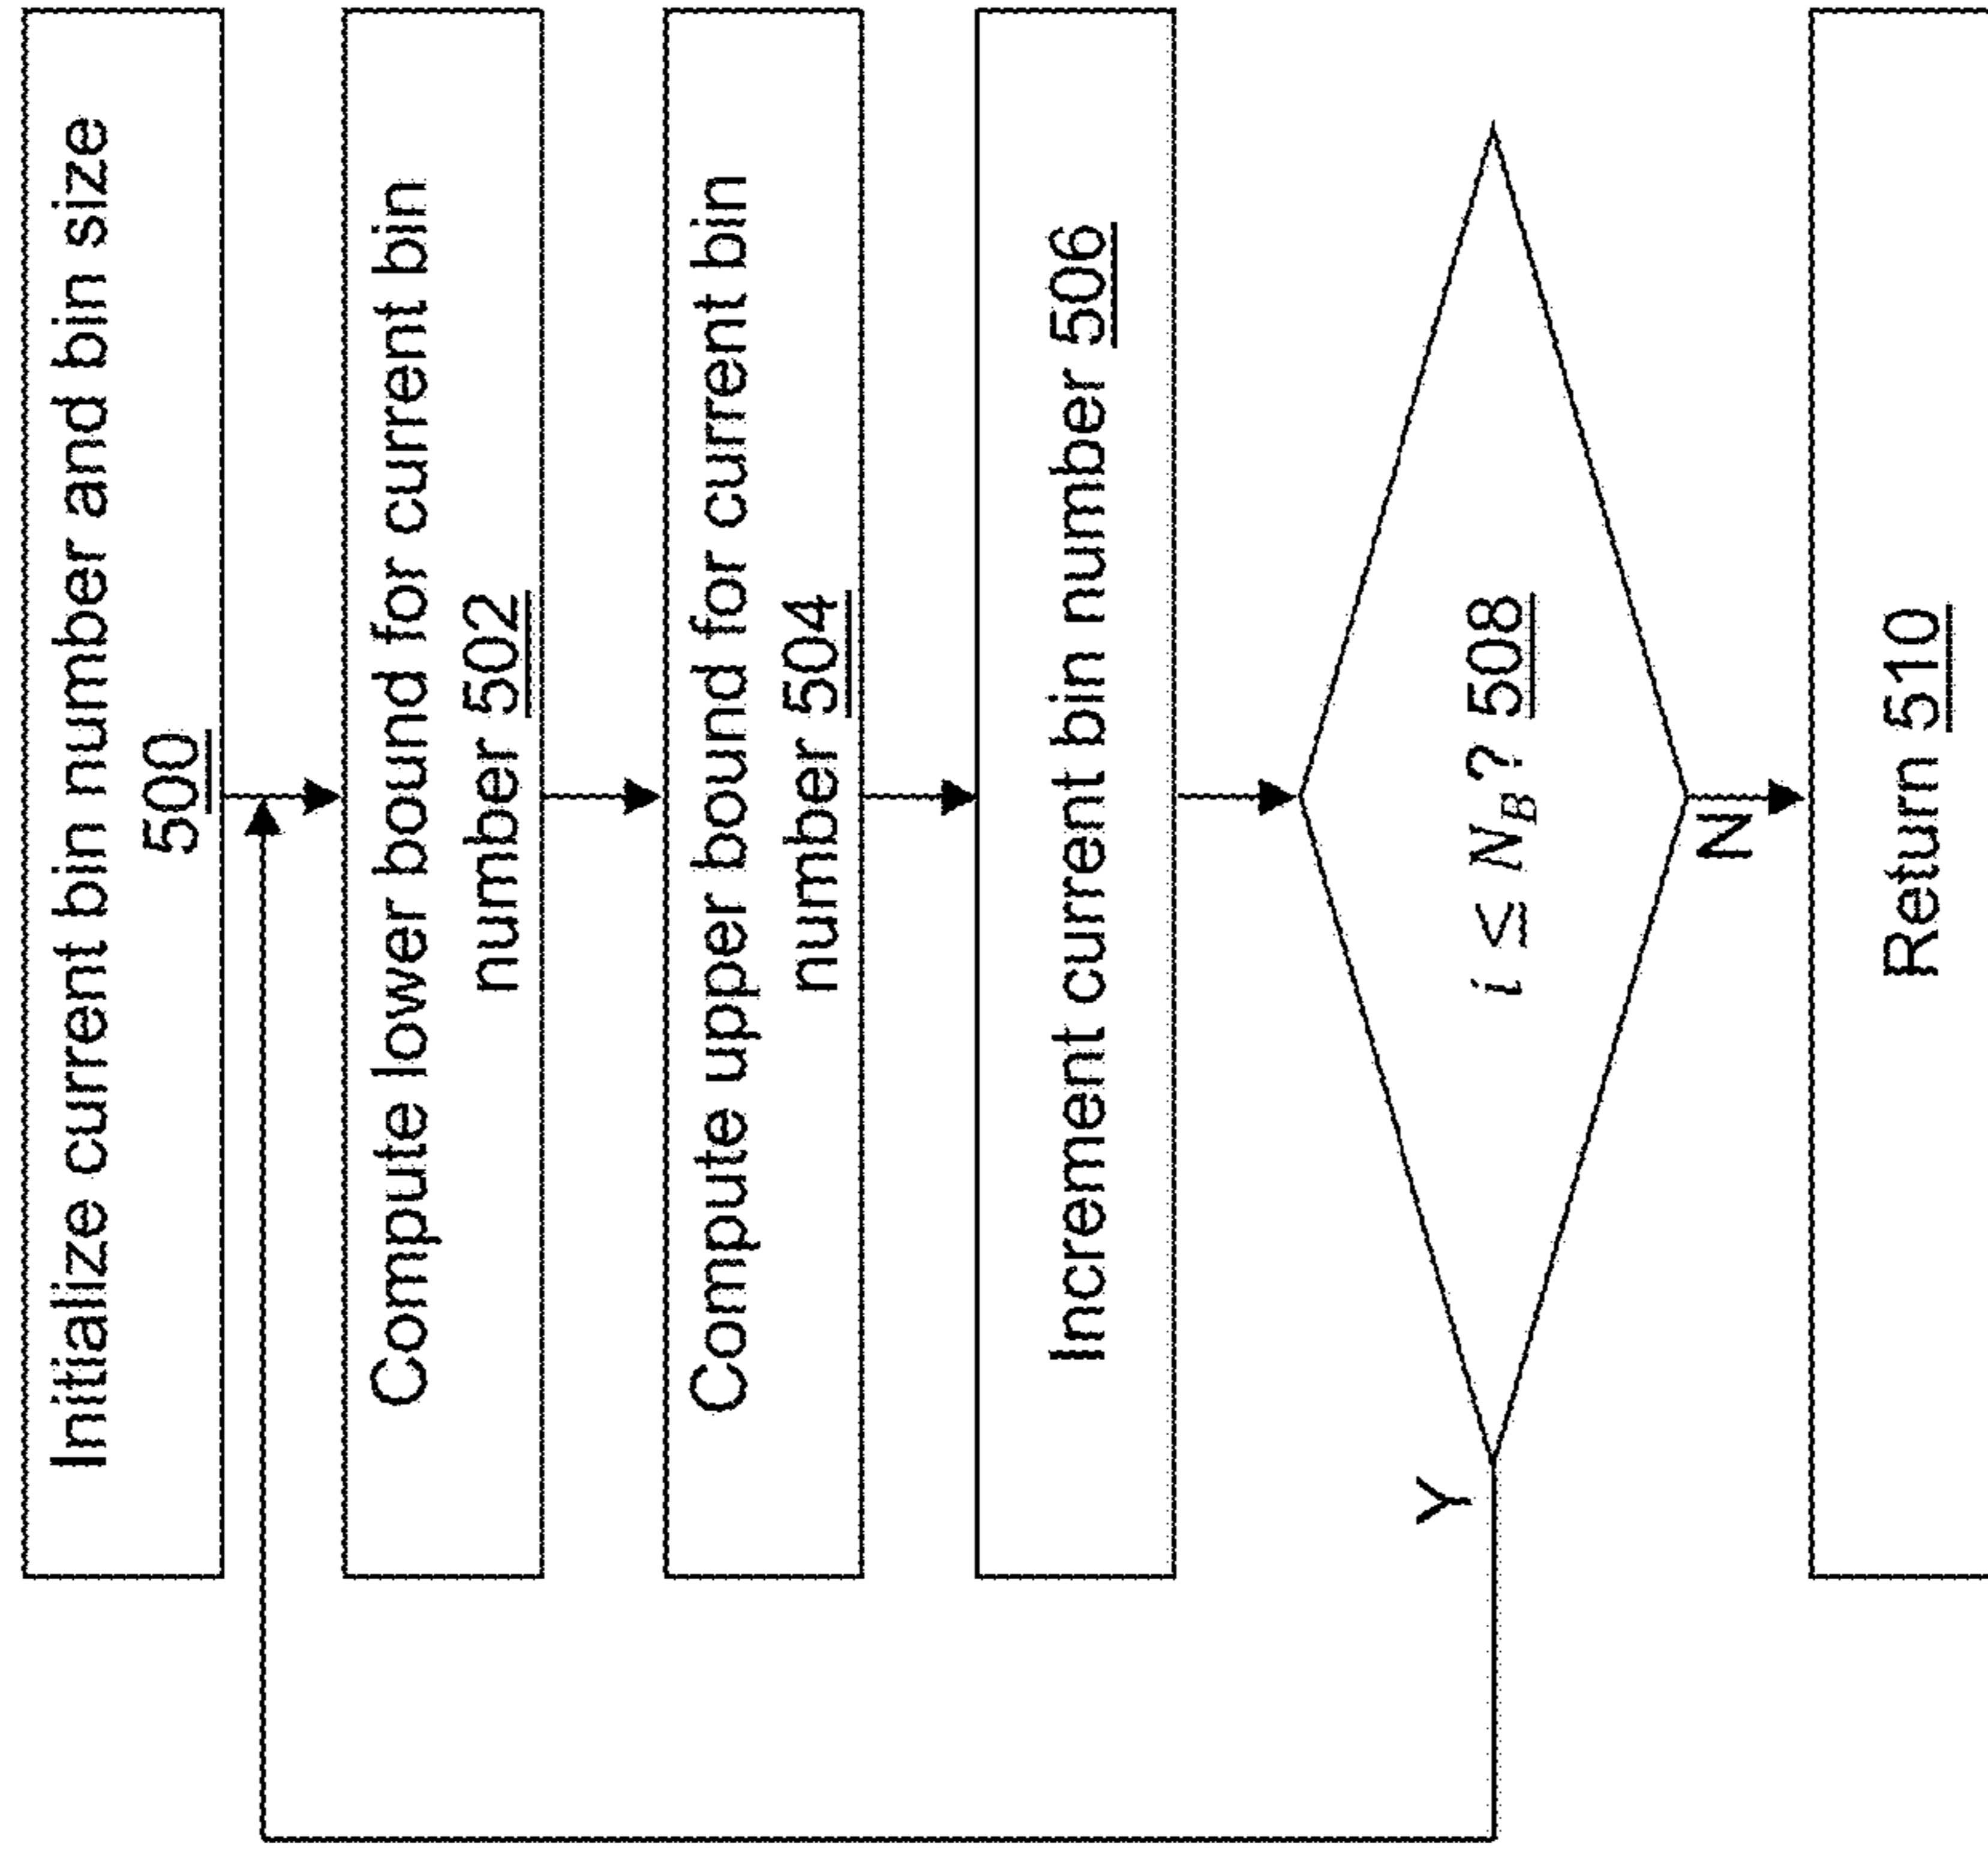 Initialize current bin number and bin size
500
Compute lower bound for current bin
number 502
Compute upper bound for current bin
number 504
Increment current bin number 506
i ≤ N_B ? 508
Y
N
Return 510